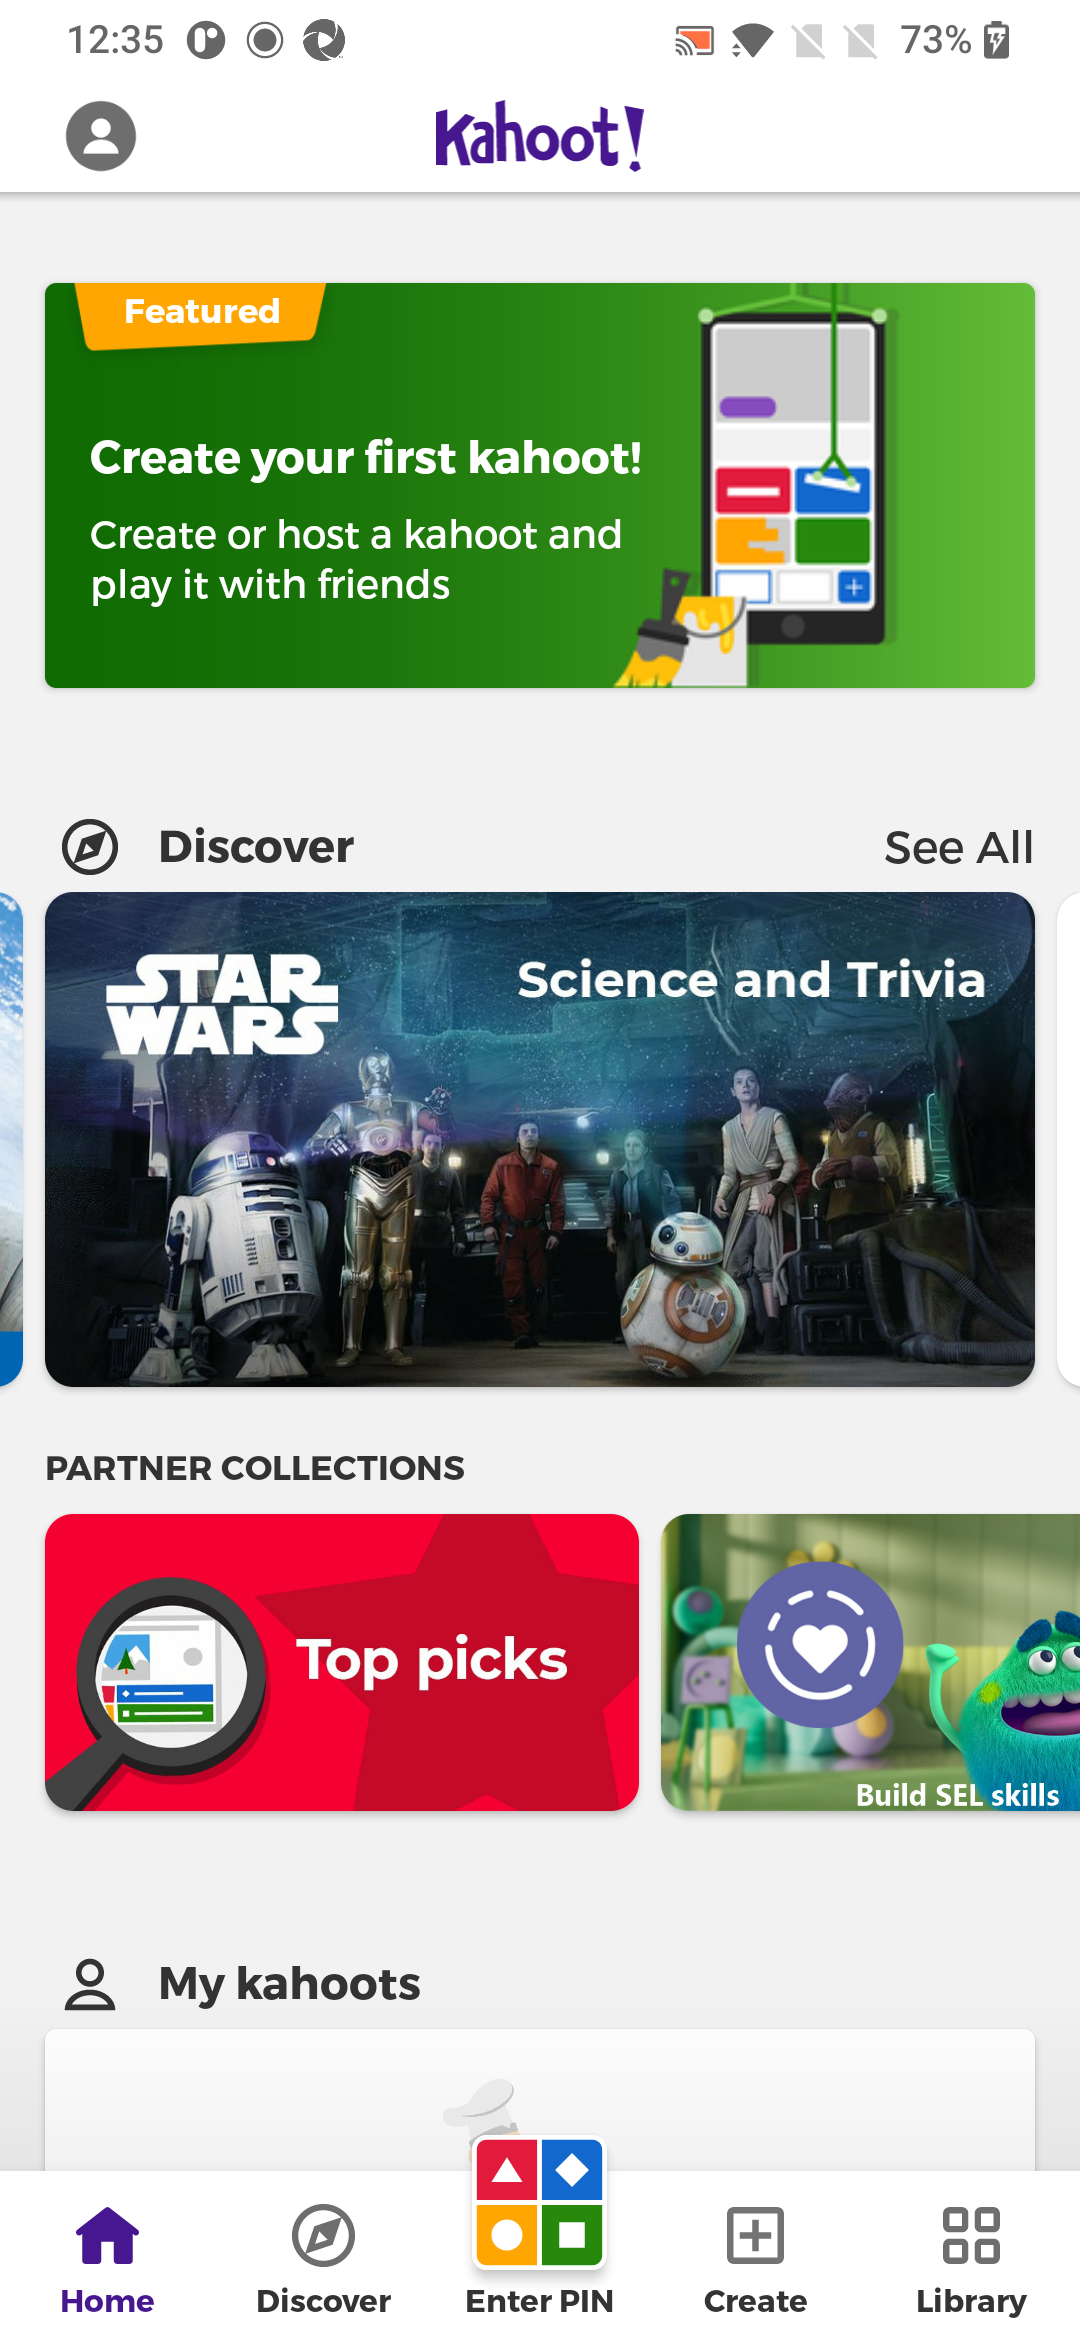 12:35
73%
Kahoot!
Featured
Create your first kahoot!
Create or host a kahoot and
play it with friends
Discover
See All
STAR
WARS
Science and Trivia
PARTNER COLLECTIONS
Top picks
Build SEL skills
My kahoots
Home
Discover
Enter PIN
Create
Library